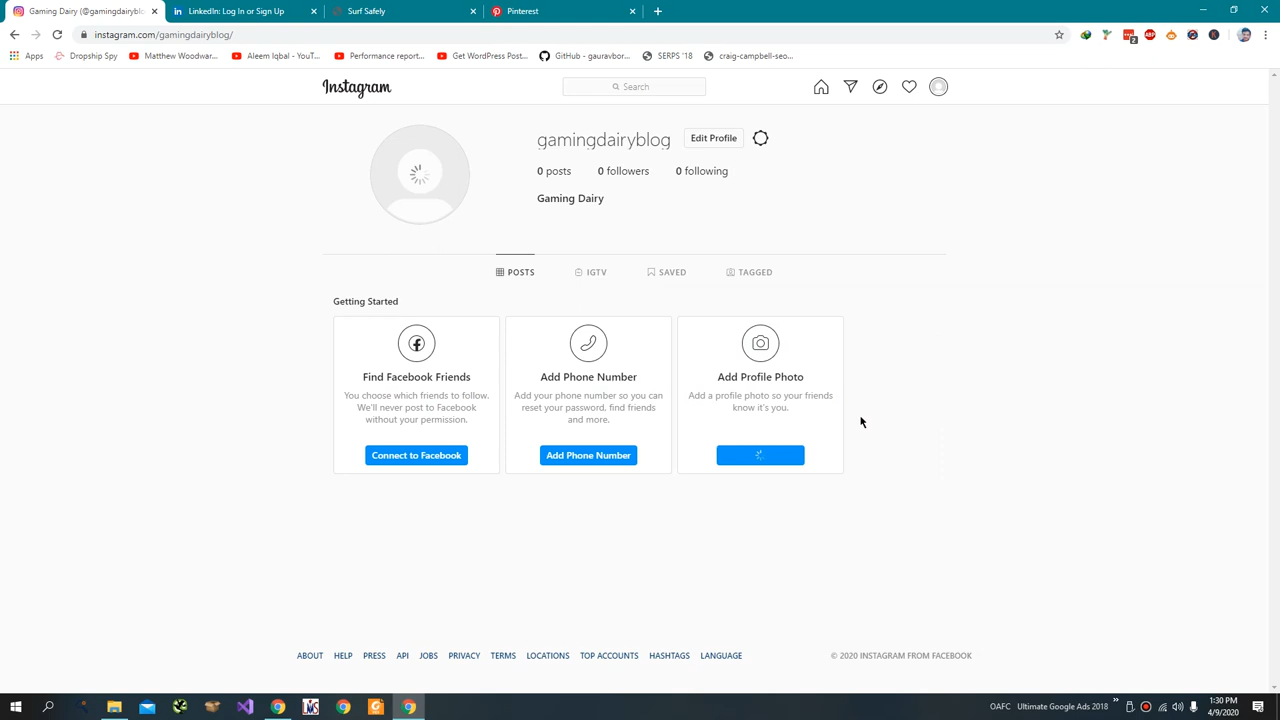 Gaming Dairy (@gamingdairyblog
LinkedIn: Log In or Sign Up
Surf Safely
Pinterest
instagram.com/gamingdairyblog/
Apps
Dropship Spy
Matthew Woodwar...
Aleem Iqbal - YouT...
Performance report...
Get WordPress Post...
GitHub - gauravbor...
SERPS '18
craig-campbell-seo...
2
ABP
Instagram
Search
gamingdairyblog
Edit Profile
0 posts
0 followers
0 following
Gaming Dairy
POSTS
IGTV
SAVED
TAGGED
Getting Started
Find Facebook Friends
You choose which friends to follow.
We'll never post to Facebook
without your permission.
Connect to Facebook
Add Phone Number
Add your phone number so you can
reset your password, find friends
and more.
Add Phone Number
Add Profile Photo
Add a profile photo so your friends
know it's you.
ABOUT
HELP
PRESS
API
JOBS
PRIVACY
TERMS
LOCATIONS
TOP ACCOUNTS
HASHTAGS
LANGUAGE
© 2020 INSTAGRAM FROM FACEBOOK
OAFC
Ultimate Google Ads 2018
1:30 PM
4/9/2020